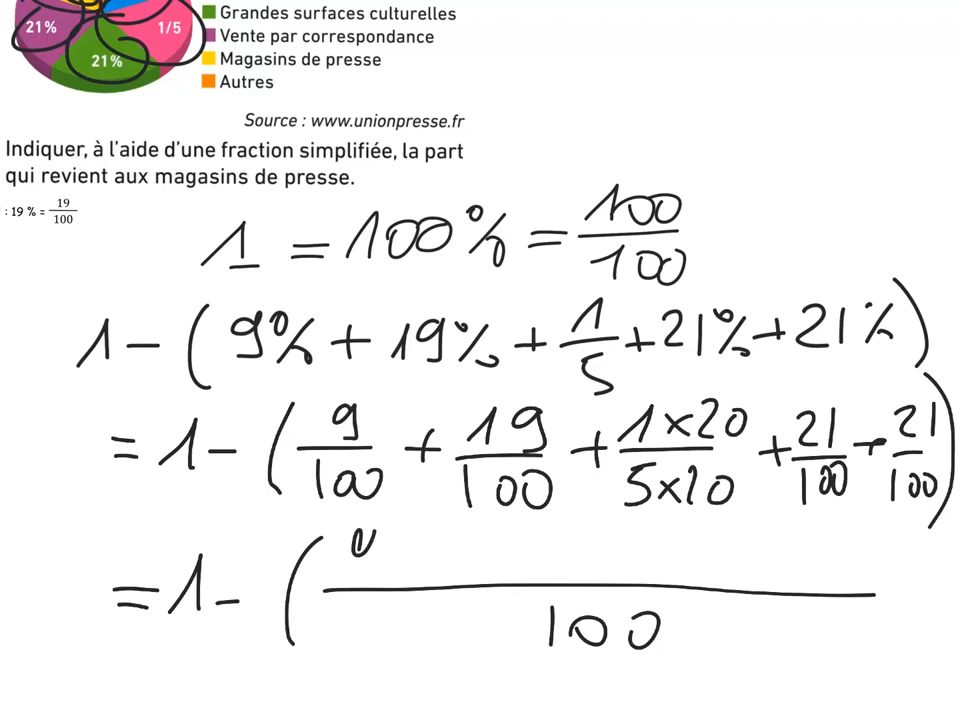 21% 1/5
21%
Grandes surfaces culturelles
Vente par correspondance
Magasins de presse
Autres
Source : www.unionpresse.fr
Indiquer, à l'aide d'une fraction simplifiée, la part
qui revient aux magasins de presse.
: 19 % = 19/100
1 = 100% = 100/100
1 - ( 9% + 19% + 1/5 + 21% + 21% )
= 1 - ( 9/100 + 19/100 + 1×20/5×20 + 21/100 + 21/100 )
= 1 - ( /100